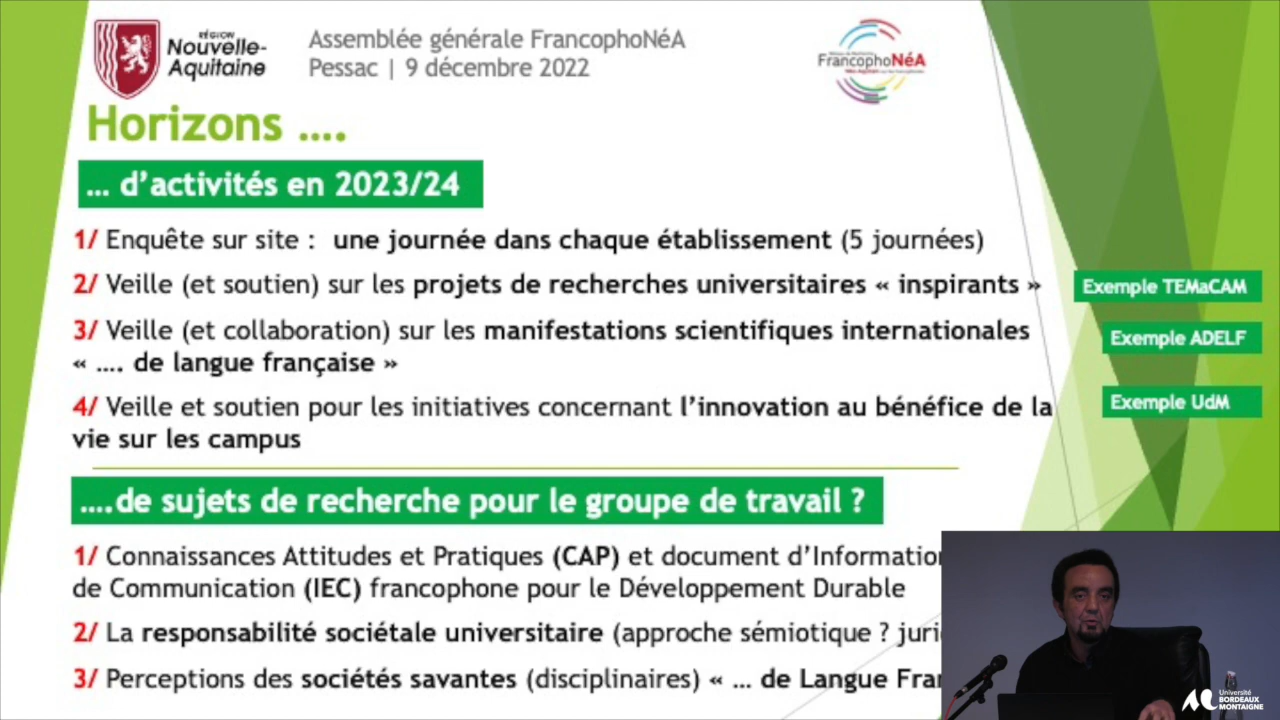 RÉGION
Nouvelle-
Aquitaine
Assemblée générale FrancophoNéA
Pessac | 9 décembre 2022
FrancophoNéA
Horizons ....
... d'activités en 2023/24
1/ Enquête sur site : une journée dans chaque établissement (5 journées)
2/ Veille (et soutien) sur les projets de recherches universitaires « inspirants »
Exemple TEMaCAM
3/ Veille (et collaboration) sur les manifestations scientifiques internationales
« .... de langue française »
Exemple ADELF
4/ Veille et soutien pour les initiatives concernant l'innovation au bénéfice de la
vie sur les campus
Exemple UdM
....de sujets de recherche pour le groupe de travail ?
1/ Connaissances Attitudes et Pratiques (CAP) et document d'Information
de Communication (IEC) francophone pour le Développement Durable
2/ La responsabilité sociétale universitaire (approche sémiotique ? juri
3/ Perceptions des sociétés savantes (disciplinaires) « ... de Langue Fran
Université
BORDEAUX
MONTAIGNE